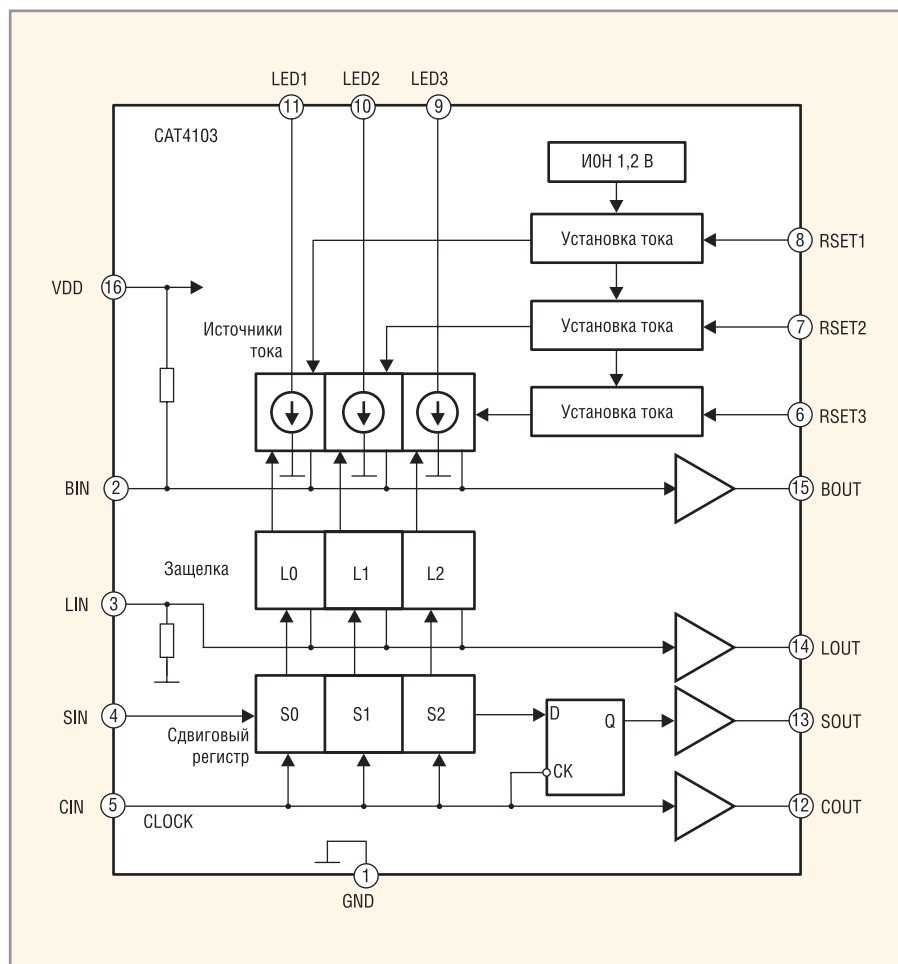 LED1 LED2 LED3
11 10 9
CAT4103
ИОН 1,2 В
Установка тока
8 RSET1
VDD 16
Источники
тока
Установка тока
7 RSET2
Установка тока
6 RSET3
BIN 2
15 BOUT
Защелка
L0 L1 L2
LIN 3
14 LOUT
SIN 4
S0 S1 S2
D Q
13 SOUT
Сдвиговый
регистр
CK
CIN 5
CLOCK
12 COUT
1
GND